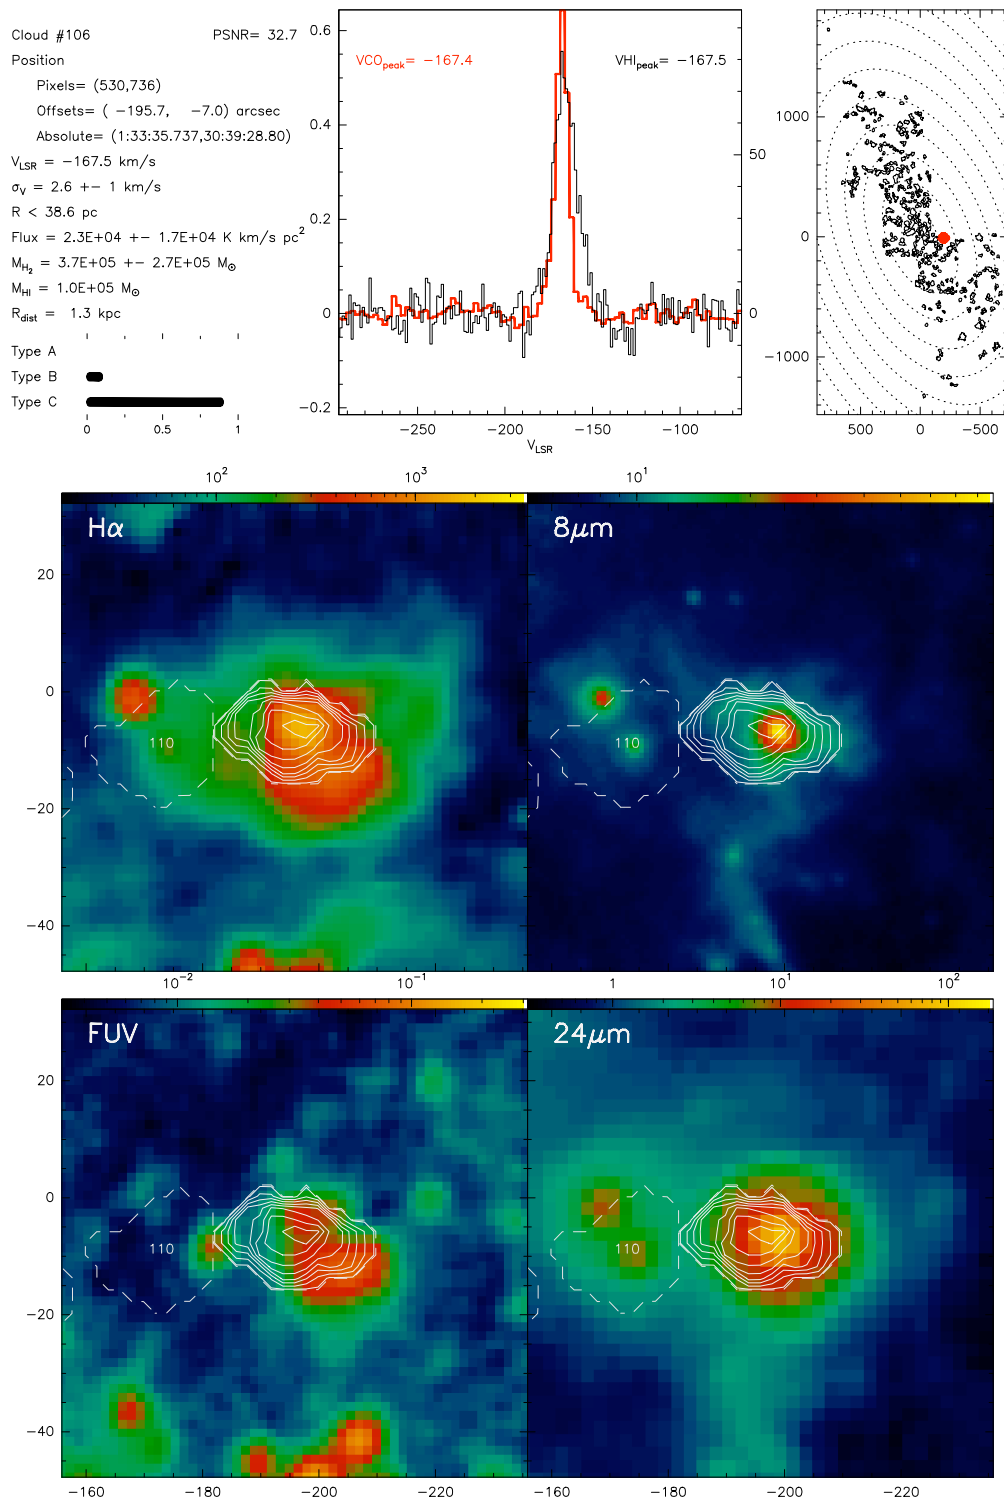 Cloud #106 PSNR= 32.7
Position
Pixels= (530,736)
Offsets= ( −195.7, −7.0) arcsec
Absolute= (1:33:35.737,30:39:28.80)
V_LSR = −167.5 km/s
σ_V = 2.6 +− 1 km/s
R < 38.6 pc
Flux = 2.3E+04 +− 1.7E+04 K km/s pc²
M_H₂ = 3.7E+05 +− 2.7E+05 M⊙
M_HI = 1.0E+05 M⊙
R_dist = 1.3 kpc
Type A
Type B
Type C
0 0.5 1
VCO_peak= −167.4 VHI_peak= −167.5
0.6
0.4
0.2
0
−0.2
50
0
−250 −200 −150 −100
V_LSR
1000
0
−1000
500 0 −500
10² 10³ 10¹
Hα 8μm
20
0
−20
−40
110 110
10⁻² 10⁻¹ 1 10¹ 10²
FUV 24μm
20
0
−20
−40
110 110
−160 −180 −200 −220 −160 −180 −200 −220